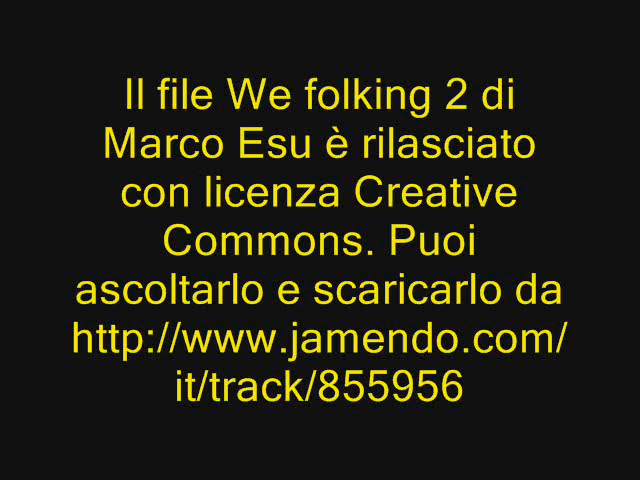 Il file We folking 2 di
Marco Esu è rilasciato
con licenza Creative
Commons. Puoi
ascoltarlo e scaricarlo da
http://www.jamendo.com/
it/track/855956